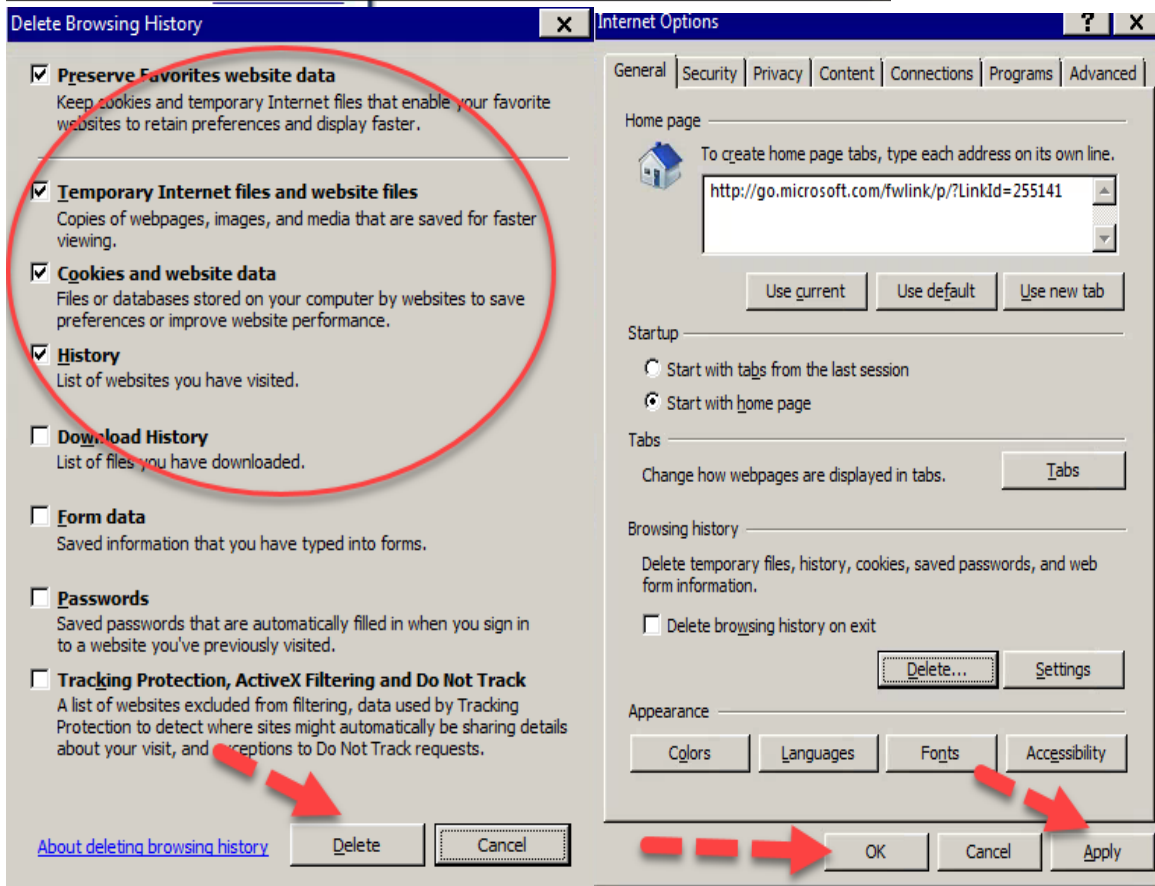 Delete Browsing History
Preserve Favorites website data
Keep cookies and temporary Internet files that enable your favorite
websites to retain preferences and display faster.
Temporary Internet files and website files
Copies of webpages, images, and media that are saved for faster
viewing.
Cookies and website data
Files or databases stored on your computer by websites to save
preferences or improve website performance.
History
List of websites you have visited.
Download History
List of files you have downloaded.
Form data
Saved information that you have typed into forms.
Passwords
Saved passwords that are automatically filled in when you sign in
to a website you've previously visited.
Tracking Protection, ActiveX Filtering and Do Not Track
A list of websites excluded from filtering, data used by Tracking
Protection to detect where sites might automatically be sharing details
about your visit, and exceptions to Do Not Track requests.
About deleting browsing history Delete Cancel
Internet Options
General Security Privacy Content Connections Programs Advanced
Home page
To create home page tabs, type each address on its own line.
http://go.microsoft.com/fwlink/p/?LinkId=255141
Use current Use default Use new tab
Startup
Start with tabs from the last session
Start with home page
Tabs
Change how webpages are displayed in tabs. Tabs
Browsing history
Delete temporary files, history, cookies, saved passwords, and web
form information.
Delete browsing history on exit
Delete... Settings
Appearance
Colors Languages Fonts Accessibility
OK Cancel Apply